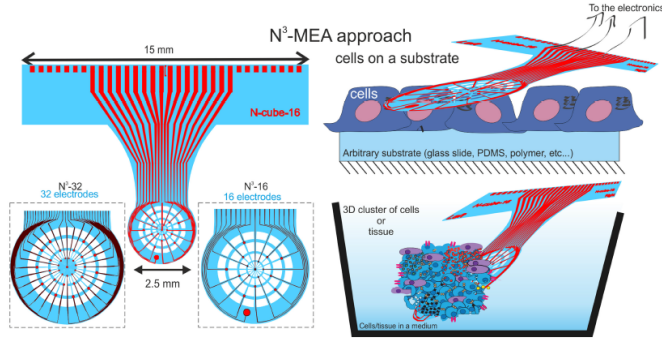 N³-MEA approach
15 mm
N-cube-16
N³-32
32 electrodes
N³-16
16 electrodes
2.5 mm
To the electronics
cells on a substrate
cells
Arbitrary substrate (glass slide, PDMS, polymer, etc...)
3D cluster of cells
or
tissue
Cells/tissue in a medium